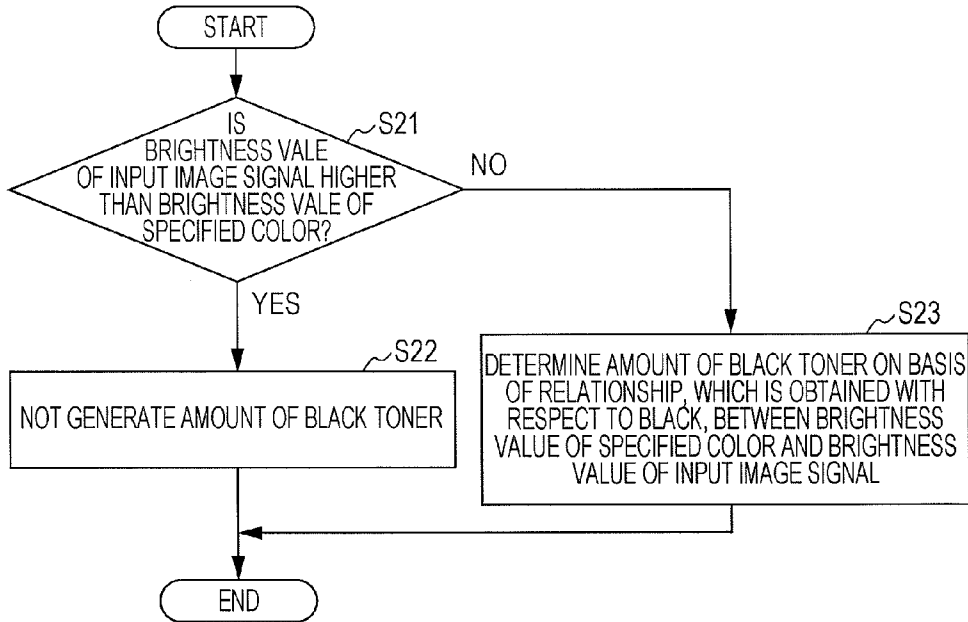 START
S21
IS
BRIGHTNESS VALE
OF INPUT IMAGE SIGNAL HIGHER
THAN BRIGHTNESS VALE OF
SPECIFIED COLOR?
NO
YES
S22
NOT GENERATE AMOUNT OF BLACK TONER
S23
DETERMINE AMOUNT OF BLACK TONER ON BASIS
OF RELATIONSHIP, WHICH IS OBTAINED WITH
RESPECT TO BLACK, BETWEEN BRIGHTNESS
VALUE OF SPECIFIED COLOR AND BRIGHTNESS
VALUE OF INPUT IMAGE SIGNAL
END